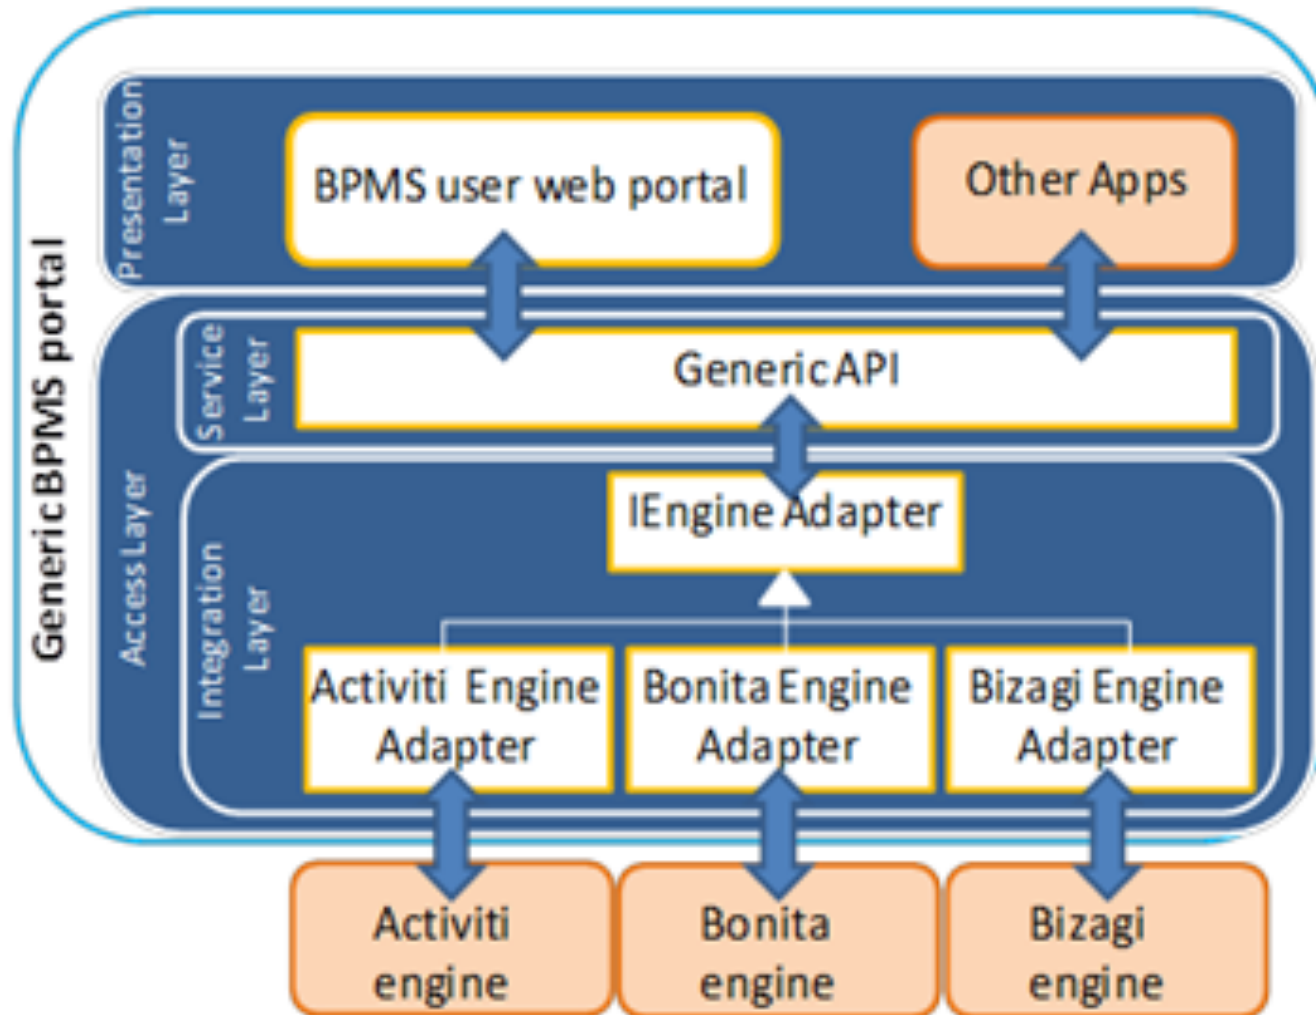 Generic BPMS portal
Presentation
Layer
BPMS user web portal
Other Apps
Access Layer
Service
Layer
Generic API
Integration
Layer
IEngine Adapter
Activiti Engine
Adapter
Bonita Engine
Adapter
Bizagi Engine
Adapter
Activiti
engine
Bonita
engine
Bizagi
engine